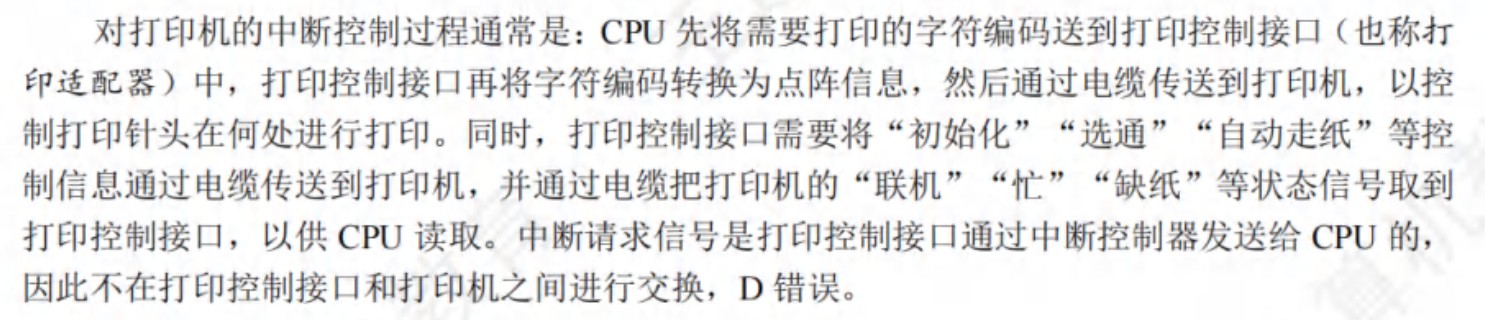 对打印机的中断控制过程通常是：CPU 先将需要打印的字符编码送到打印控制接口（也称打
印适配器）中，打印控制接口再将字符编码转换为点阵信息，然后通过电缆传送到打印机，以控
制打印针头在何处进行打印。同时，打印控制接口需要将“初始化”“选通”“自动走纸”等控
制信息通过电缆传送到打印机，并通过电缆把打印机的“联机”“忙”“缺纸”等状态信号取到
打印控制接口，以供 CPU 读取。中断请求信号是打印控制接口通过中断控制器发送给 CPU 的，
因此不在打印控制接口和打印机之间进行交换，D 错误。